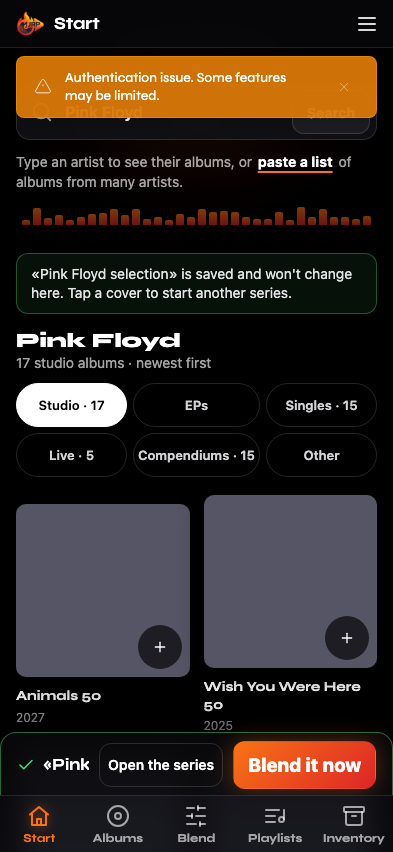 Start
Authentication issue. Some features
may be limited.
Pink Floyd
Search
Type an artist to see their albums, or paste a list of
albums from many artists.
«Pink Floyd selection» is saved and won't change
here. Tap a cover to start another series.
Pink Floyd
17 studio albums · newest first
Studio · 17
EPs
Singles · 15
Live · 5
Compendiums · 15
Other
Animals 50
2027
Wish You Were Here
50
2025
«Pink
Open the series
Blend it now
Start
Albums
Blend
Playlists
Inventory